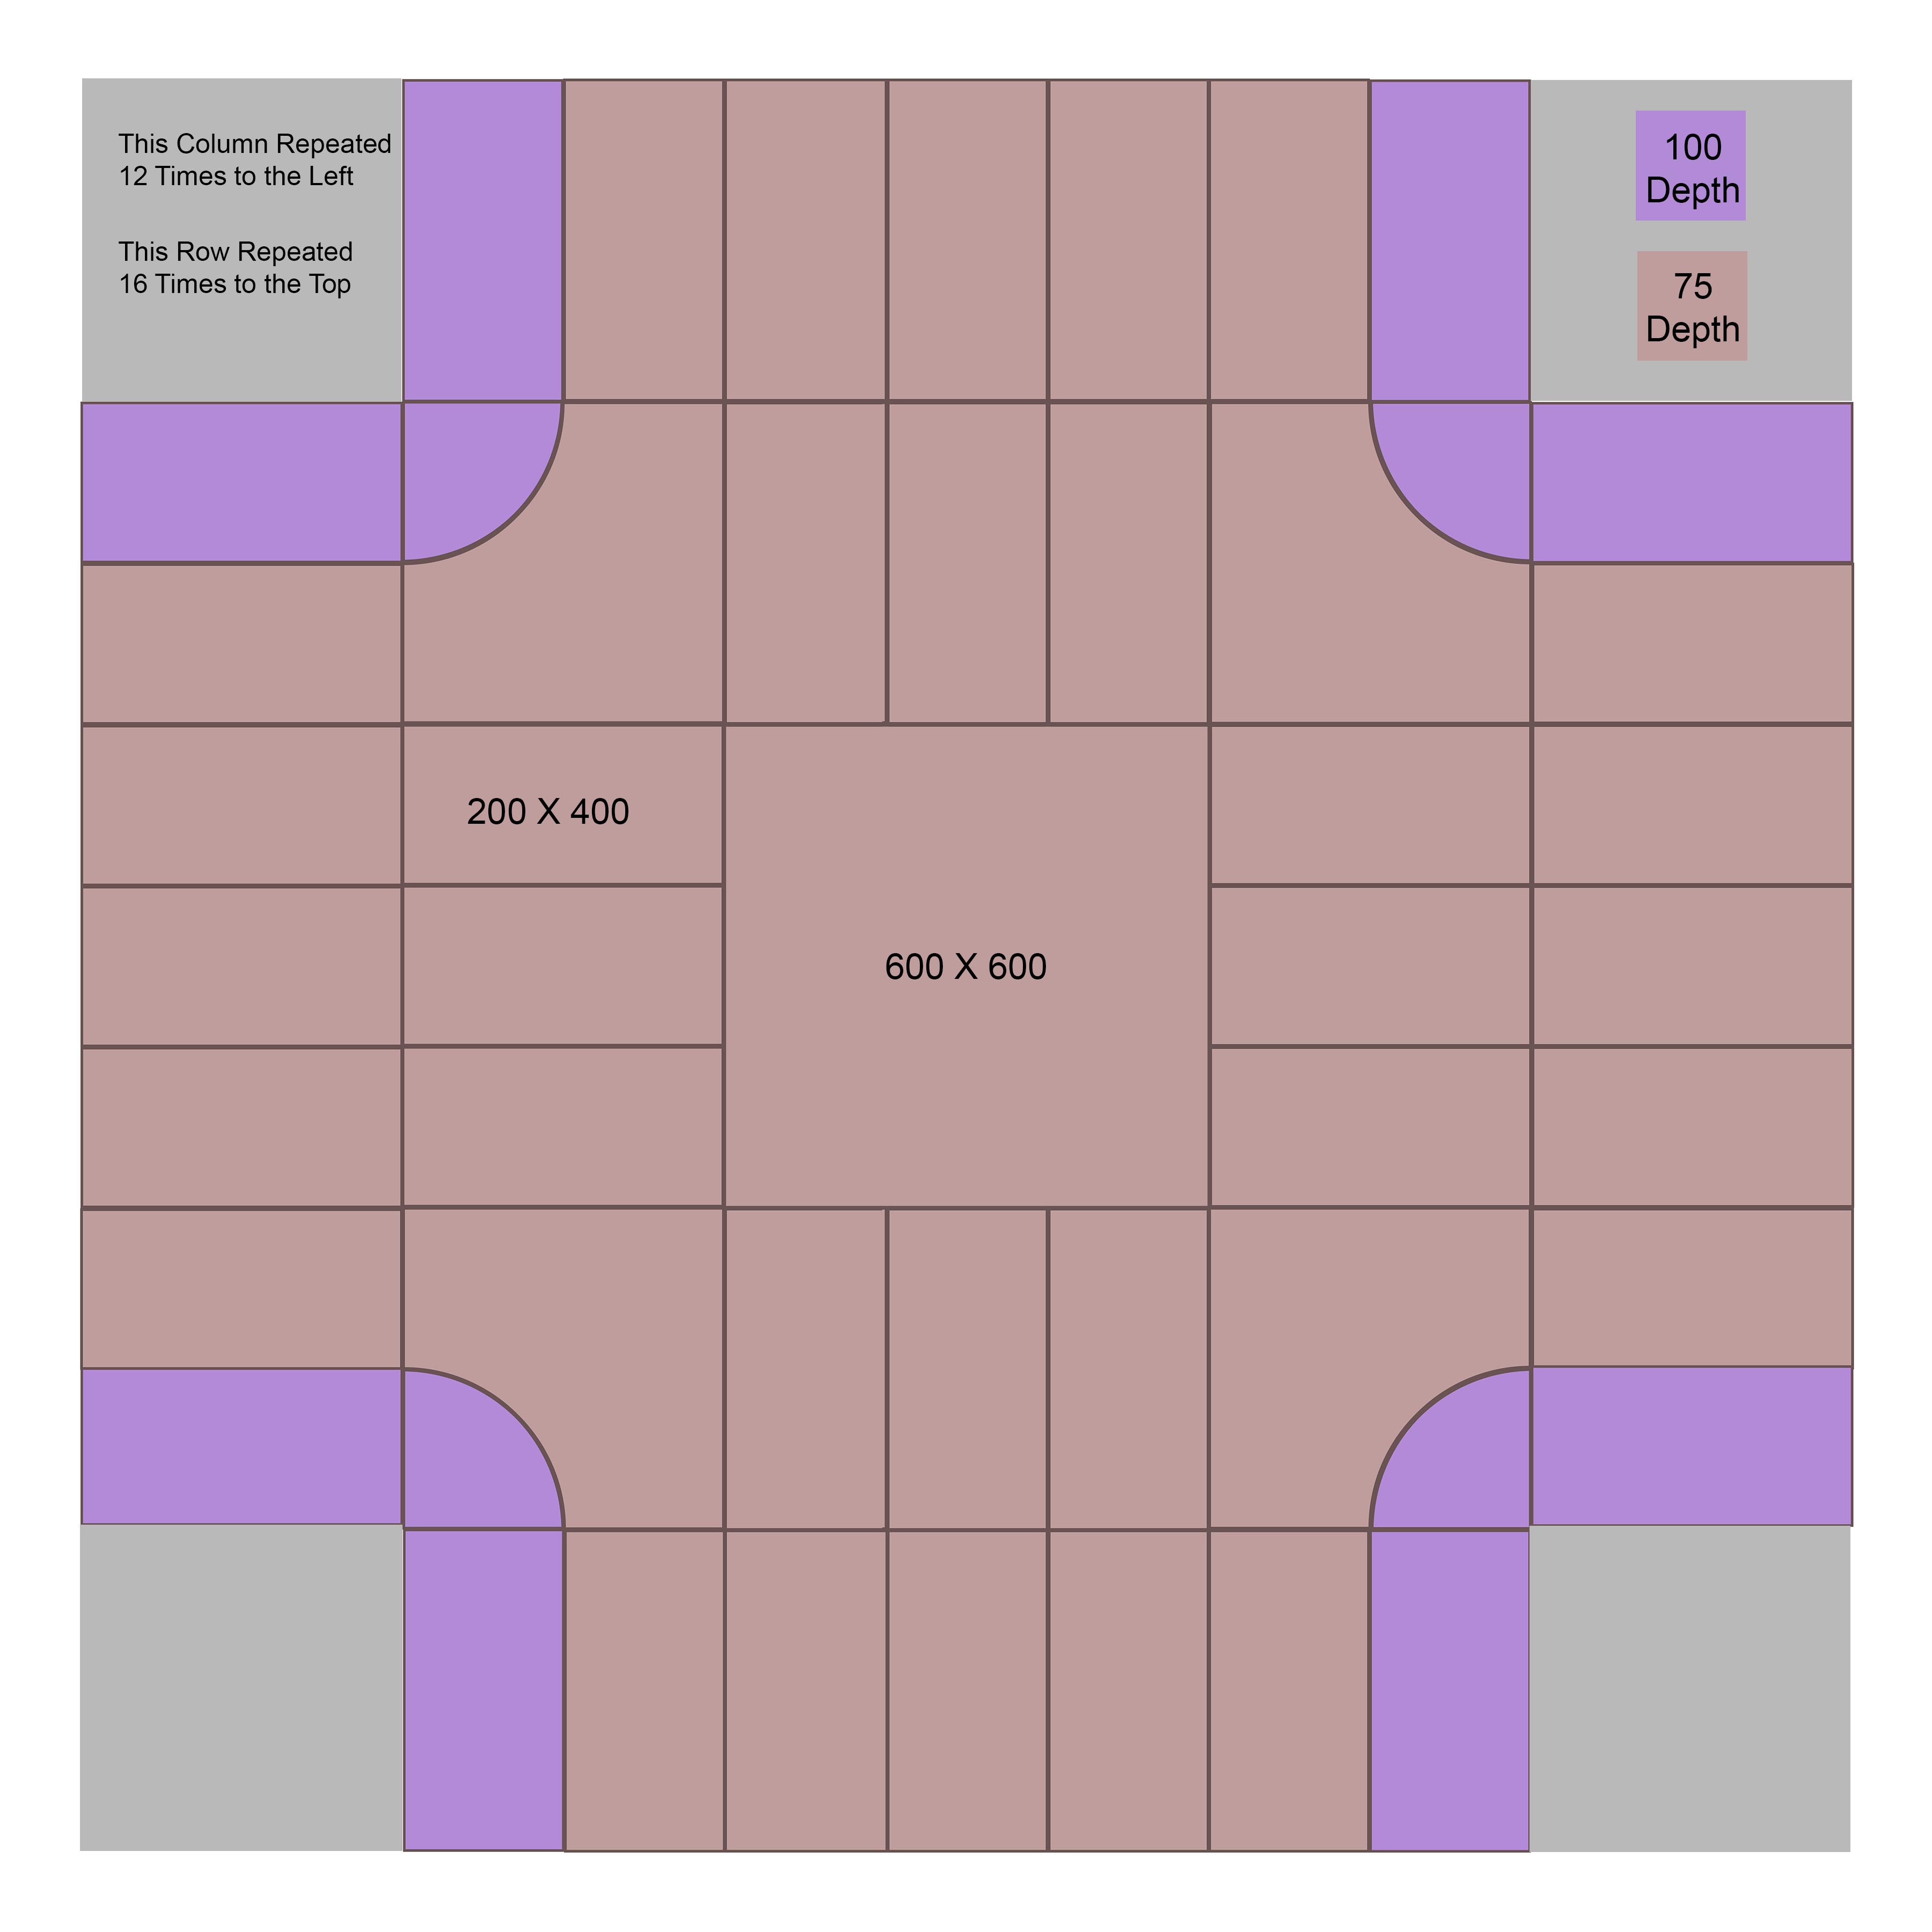 This Column Repeated
12 Times to the Left
This Row Repeated
16 Times to the Top
100
Depth
75
Depth
200 X 400
600 X 600